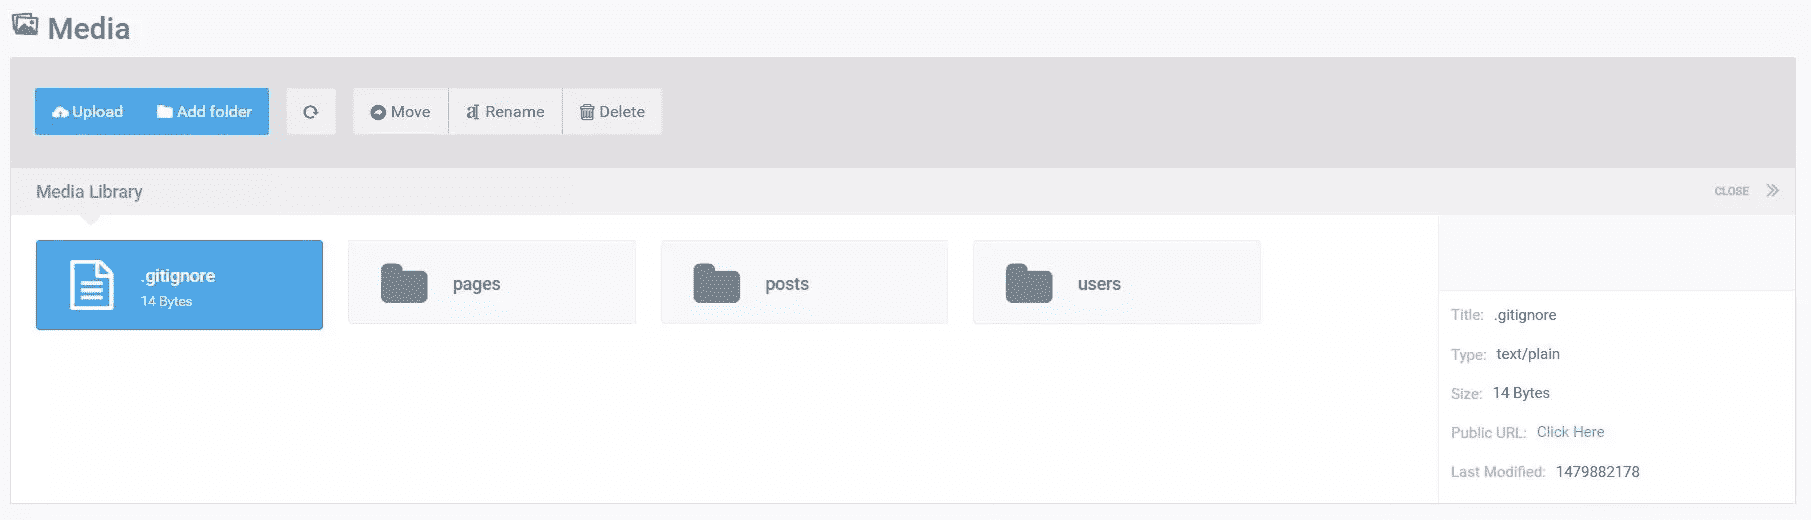 Media
Upload Add folder Move Rename Delete
Media Library CLOSE
.gitignore
14 Bytes
pages
posts
users
Title: .gitignore
Type: text/plain
Size: 14 Bytes
Public URL: Click Here
Last Modified: 1479882178